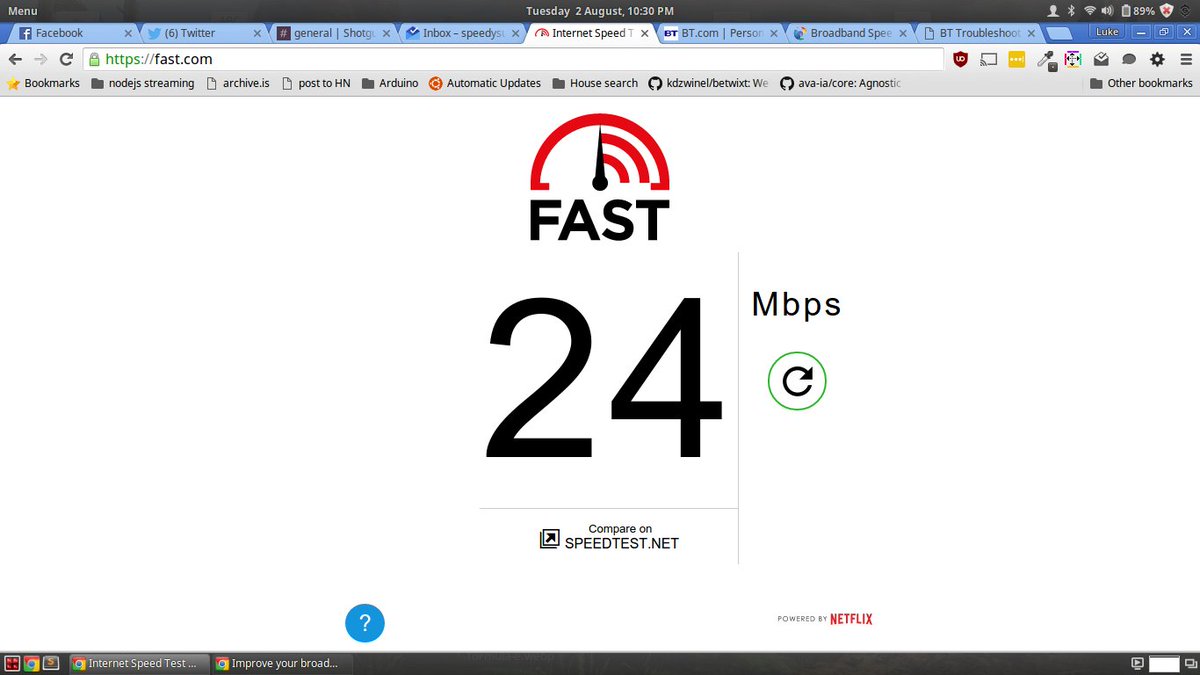 Menu
Tuesday 2 August, 10:30 PM
89%
Facebook
(6) Twitter
general | Shotgu
Inbox – speedysu
Internet Speed T
BT.com | Person
Broadband Spee
BT Troubleshoot
Luke
https://fast.com
Bookmarks
nodejs streaming
archive.is
post to HN
Arduino
Automatic Updates
House search
kdzwinel/betwixt: We
ava-ia/core: Agnostic
Other bookmarks
FAST
24
Mbps
Compare on
SPEEDTEST.NET
?
POWERED BY NETFLIX
Internet Speed Test ...
Improve your broad...